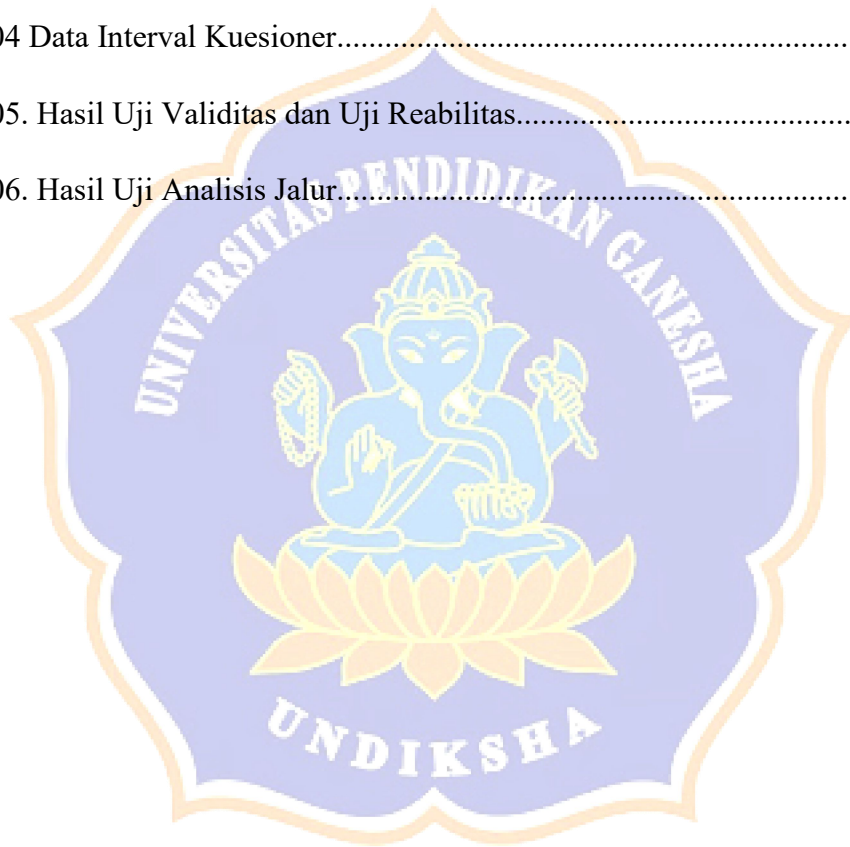 04 Data Interval Kuesioner.................................................................
05. Hasil Uji Validitas dan Uji Reabilitas..........................................
06. Hasil Uji Analisis Jalur.................................................................
UNIVERSITAS PENDIDIKAN GANESHA
UNDIKSHA